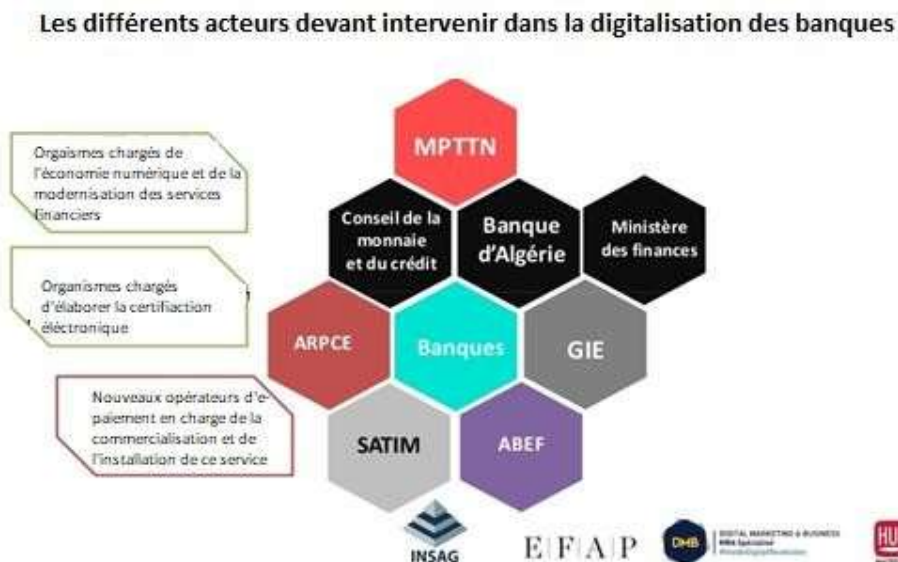 Les différents acteurs devant intervenir dans la digitalisation des banques
MPTTN
Orgaismes chargés de
l'économie numérique et de la
modernisation des services
financiers
Conseil de la
monnaie
et du crédit
Banque
d'Algérie
Ministère
des finances
Organismes chargés
d'élaborer la certifiaction
éléctronique
ARPCE
Banques
GIE
Nouveaux opérateurs d'e-
paiement en charge de la
commercialisation et de
l'installation de ce service
SATIM
ABEF
INSAG
E|F|A|P
DMB
DIGITAL MARKETING & BUSINESS
MBA Spécialisé
HU